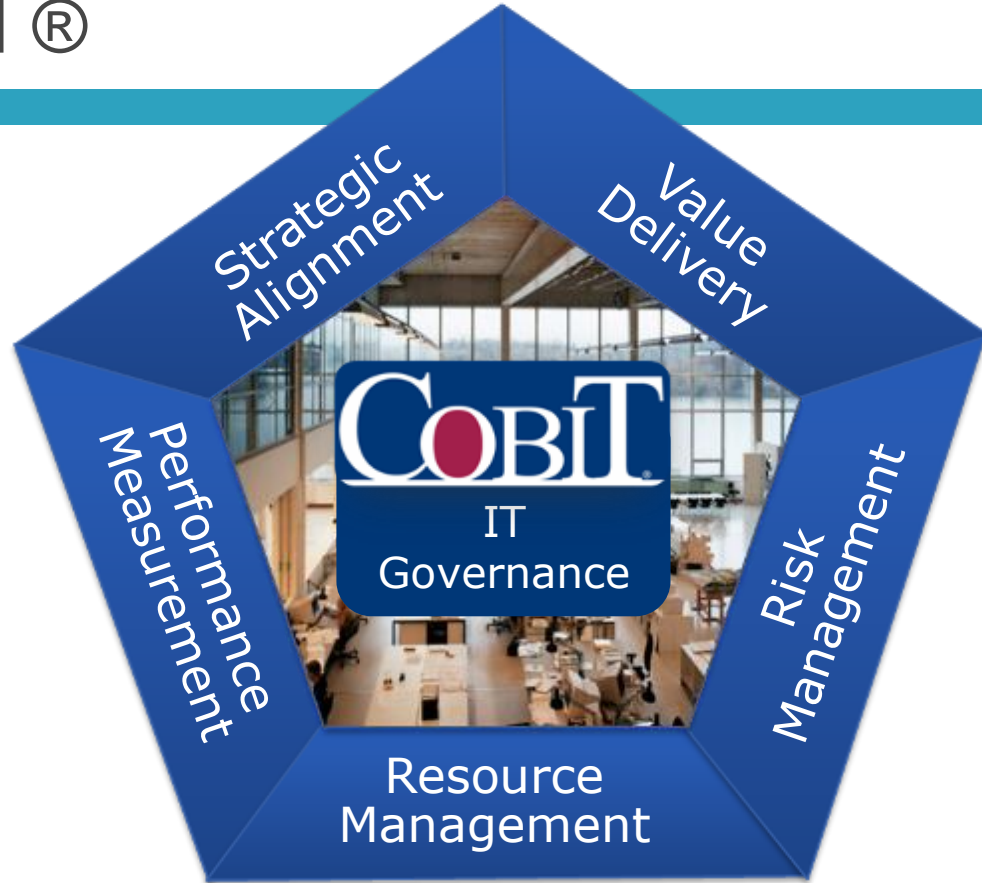 ®
Strategic
Alignment
Value
Delivery
COBIT®
IT
Governance
Performance
Measurement
Risk
Management
Resource
Management